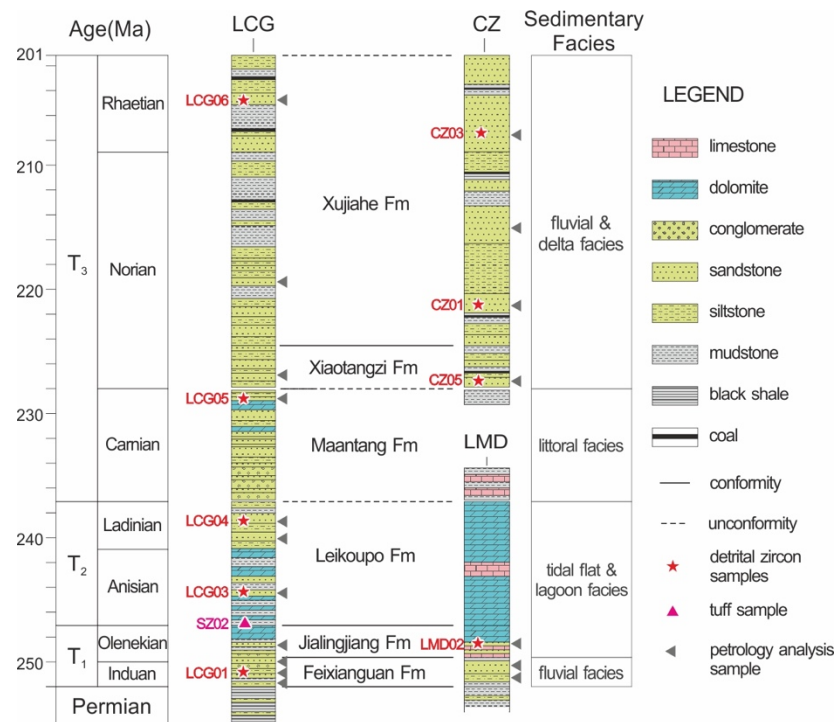 Age(Ma)
LCG
CZ
Sedimentary
Facies
201
210
220
230
240
250
T3
T2
T1
Rhaetian
Norian
Carnian
Ladinian
Anisian
Olenekian
Induan
Permian
LCG06
LCG05
LCG04
LCG03
SZ02
LCG01
Xujiahe Fm
Xiaotangzi Fm
Maantang Fm
Leikoupo Fm
Jialingjiang Fm
Feixianguan Fm
CZ03
CZ01
CZ05
LMD
LMD02
fluvial &
delta facies
littoral facies
tidal flat &
lagoon facies
fluvial facies
LEGEND
limestone
dolomite
conglomerate
sandstone
siltstone
mudstone
black shale
coal
conformity
unconformity
detrital zircon
samples
tuff sample
petrology analysis
sample